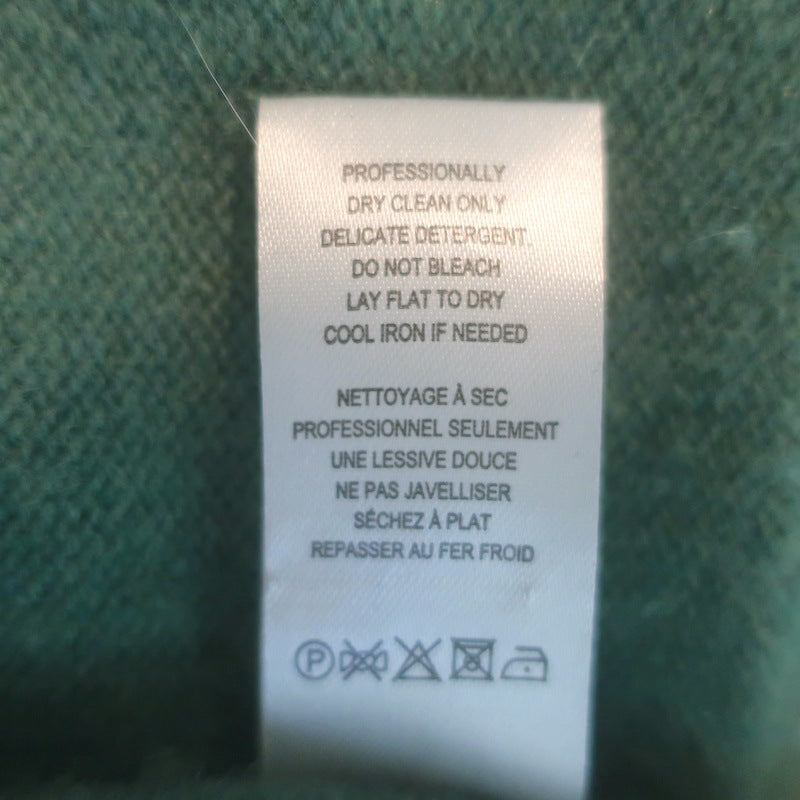 PROFESSIONALLY
DRY CLEAN ONLY
DELICATE DETERGENT.
DO NOT BLEACH
LAY FLAT TO DRY
COOL IRON IF NEEDED
NETTOYAGE À SEC
PROFESSIONNEL SEULEMENT
UNE LESSIVE DOUCE
NE PAS JAVELLISER
SÉCHEZ À PLAT
REPASSER AU FER FROID
P